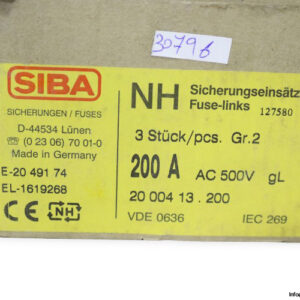 30796
SIBA
SICHERUNGEN / FUSES
D-44534 Lünen
☏ (0 23 06) 70 01-0
Made in Germany
E-20 491 74
EL-1619268
CE NH
NH Sicherungseinsätz
Fuse-links 127580
3 Stück/pcs. Gr.2
200 A AC 500V gL
20 004 13 . 200
VDE 0636 IEC 269